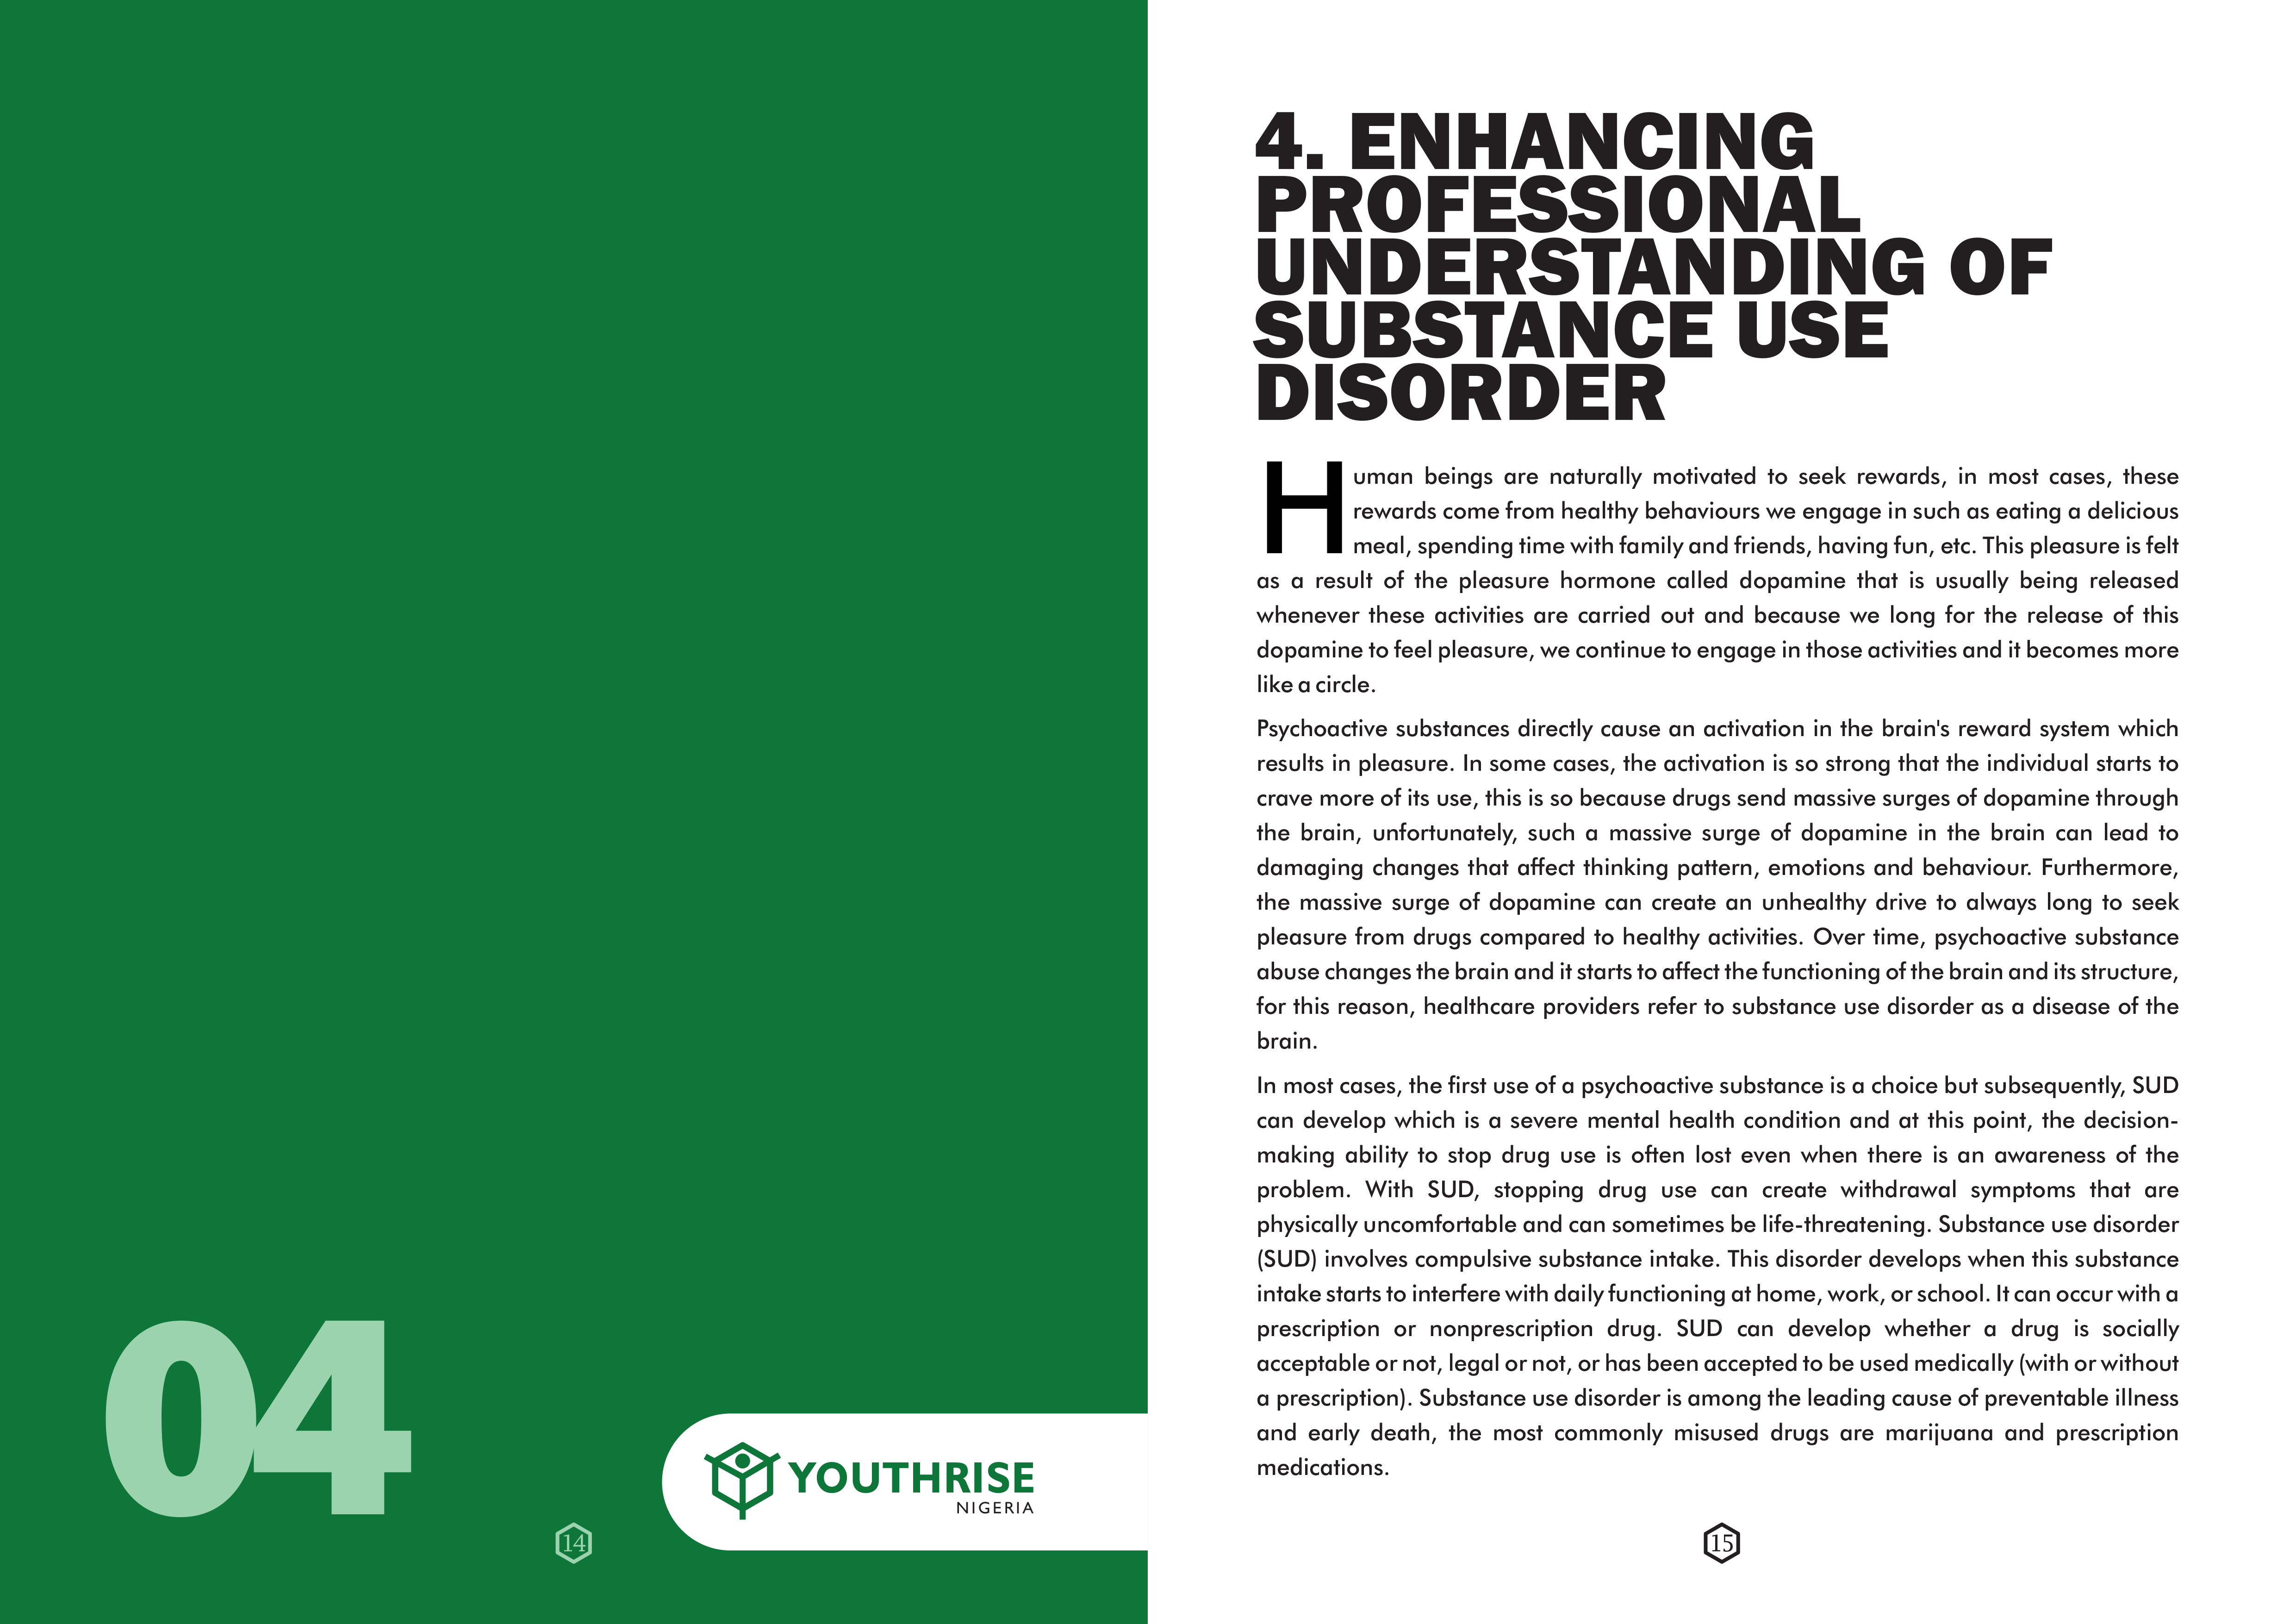 04
14
YOUTHRISE
NIGERIA
4. ENHANCING
PROFESSIONAL
UNDERSTANDING OF
SUBSTANCE USE
DISORDER
Human beings are naturally motivated to seek rewards, in most cases, these
rewards come from healthy behaviours we engage in such as eating a delicious
meal, spending time with family and friends, having fun, etc. This pleasure is felt
as a result of the pleasure hormone called dopamine that is usually being released
whenever these activities are carried out and because we long for the release of this
dopamine to feel pleasure, we continue to engage in those activities and it becomes more
like a circle.
Psychoactive substances directly cause an activation in the brain's reward system which
results in pleasure. In some cases, the activation is so strong that the individual starts to
crave more of its use, this is so because drugs send massive surges of dopamine through
the brain, unfortunately, such a massive surge of dopamine in the brain can lead to
damaging changes that affect thinking pattern, emotions and behaviour. Furthermore,
the massive surge of dopamine can create an unhealthy drive to always long to seek
pleasure from drugs compared to healthy activities. Over time, psychoactive substance
abuse changes the brain and it starts to affect the functioning of the brain and its structure,
for this reason, healthcare providers refer to substance use disorder as a disease of the
brain.
In most cases, the first use of a psychoactive substance is a choice but subsequently, SUD
can develop which is a severe mental health condition and at this point, the decision-
making ability to stop drug use is often lost even when there is an awareness of the
problem. With SUD, stopping drug use can create withdrawal symptoms that are
physically uncomfortable and can sometimes be life-threatening. Substance use disorder
(SUD) involves compulsive substance intake. This disorder develops when this substance
intake starts to interfere with daily functioning at home, work, or school. It can occur with a
prescription or nonprescription drug. SUD can develop whether a drug is socially
acceptable or not, legal or not, or has been accepted to be used medically (with or without
a prescription). Substance use disorder is among the leading cause of preventable illness
and early death, the most commonly misused drugs are marijuana and prescription
medications.
15